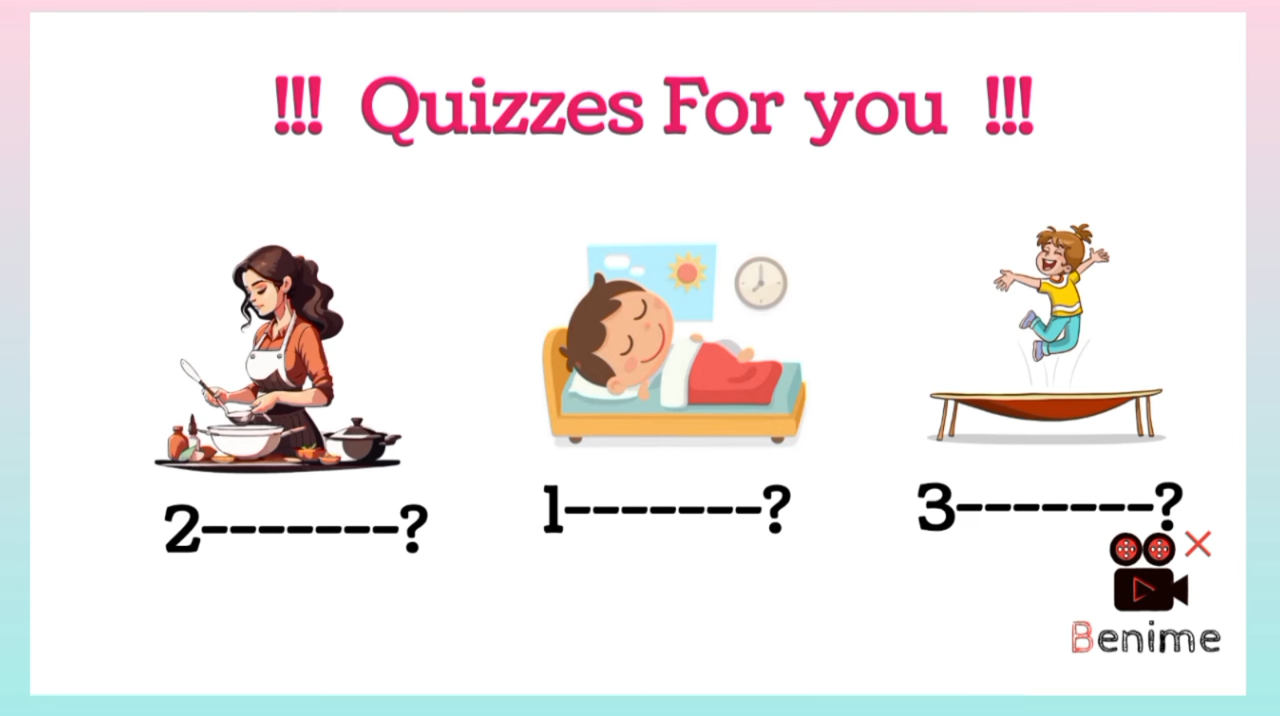 !!! Quizzes For you !!!
2-------?
1-------?
3-------?
Benime